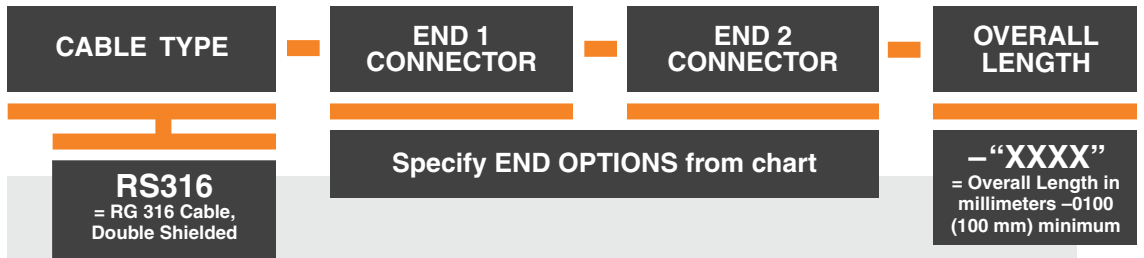 CABLE TYPE
END 1
CONNECTOR
END 2
CONNECTOR
OVERALL
LENGTH
RS316
= RG 316 Cable,
Double Shielded
Specify END OPTIONS from chart
–“XXXX”
= Overall Length in
millimeters –0100
(100 mm) minimum